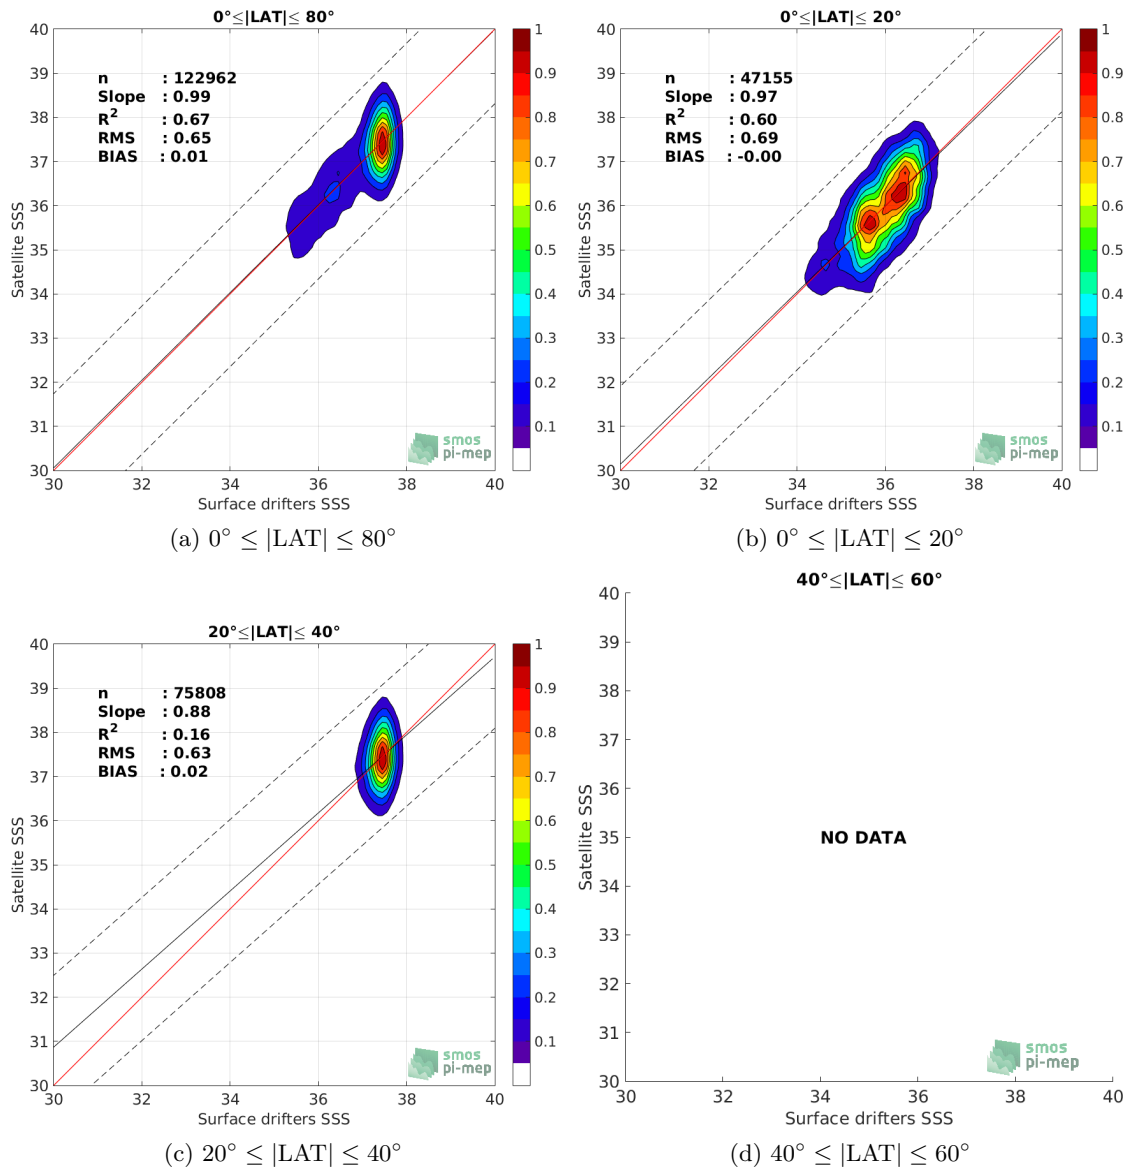 0°≤|LAT|≤ 80°
n : 122962
Slope : 0.99
R² : 0.67
RMS : 0.65
BIAS : 0.01
40
39
38
37
36
35
34
33
32
31
30
Satellite SSS
30 32 34 36 38 40
Surface drifters SSS
1
0.9
0.8
0.7
0.6
0.5
0.4
0.3
0.2
0.1
smos
pi-mep
(a) 0° ≤ |LAT| ≤ 80°
0°≤|LAT|≤ 20°
n : 47155
Slope : 0.97
R² : 0.60
RMS : 0.69
BIAS : -0.00
40
39
38
37
36
35
34
33
32
31
30
Satellite SSS
30 32 34 36 38 40
Surface drifters SSS
1
0.9
0.8
0.7
0.6
0.5
0.4
0.3
0.2
0.1
smos
pi-mep
(b) 0° ≤ |LAT| ≤ 20°
20°≤|LAT|≤ 40°
n : 75808
Slope : 0.88
R² : 0.16
RMS : 0.63
BIAS : 0.02
40
39
38
37
36
35
34
33
32
31
30
Satellite SSS
30 32 34 36 38 40
Surface drifters SSS
1
0.9
0.8
0.7
0.6
0.5
0.4
0.3
0.2
0.1
smos
pi-mep
(c) 20° ≤ |LAT| ≤ 40°
40°≤|LAT|≤ 60°
40
39
38
37
36
35
34
33
32
31
30
Satellite SSS
NO DATA
30 32 34 36 38 40
Surface drifters SSS
smos
pi-mep
(d) 40° ≤ |LAT| ≤ 60°